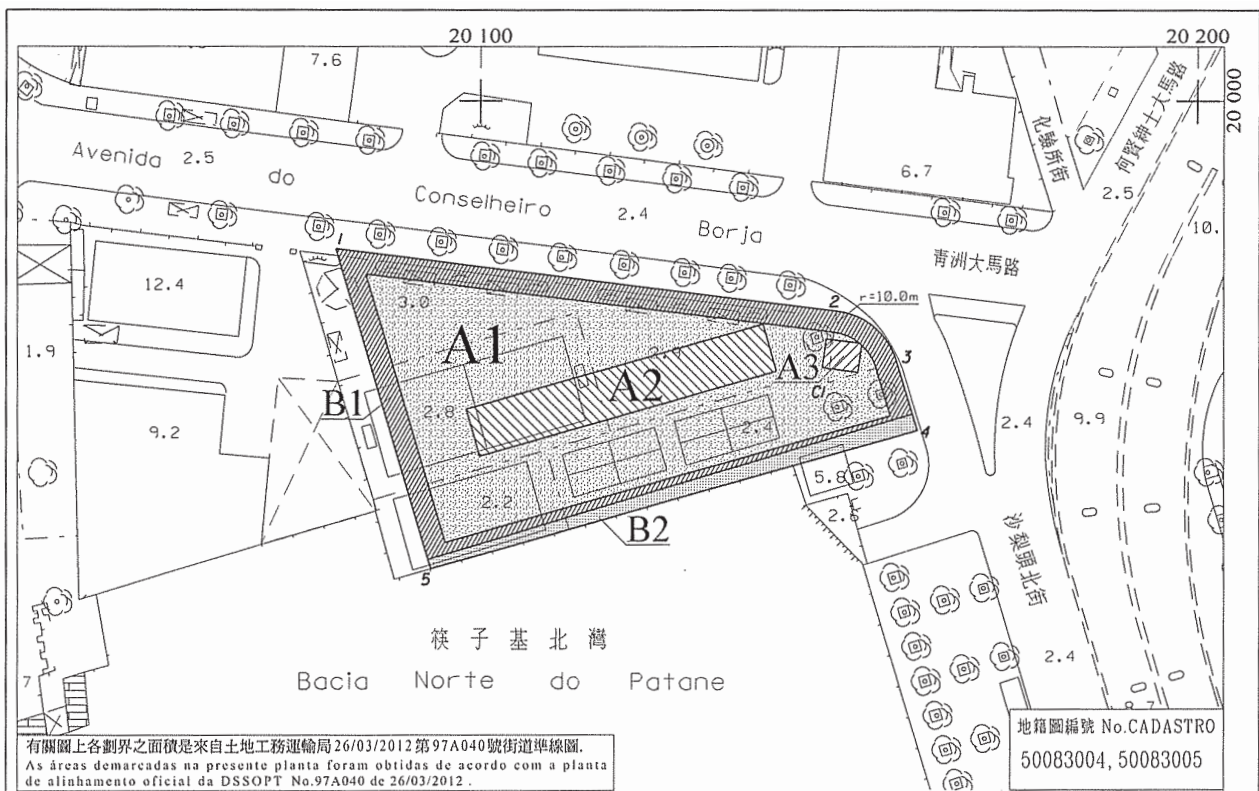 20 100
20 200
20 000
7.6
Avenida
do
Conselheiro
Borja
2.5
2.4
6.7
化驗所街
何賢紳士大馬路
2.5
10.
青洲大馬路
1
12.4
3.0
2
r=10.0m
3
A1
A2
A3
C1
1.9
B1
2.8
2.4
4
2.4
9.9
9.2
2.2
5.8
B2
5
沙梨頭北街
筷子基北灣
Bacia Norte do Patane
2.4
7
8.7
有關圖上各劃界之面積是來自土地工務運輸局26/03/2012第97A040號街道準線圖.
As áreas demarcadas na presente planta foram obtidas de acordo com a planta
de alinhamento oficial da DSSOPT No.97A040 de 26/03/2012 .
地籍圖編號 No.CADASTRO
50083004, 50083005